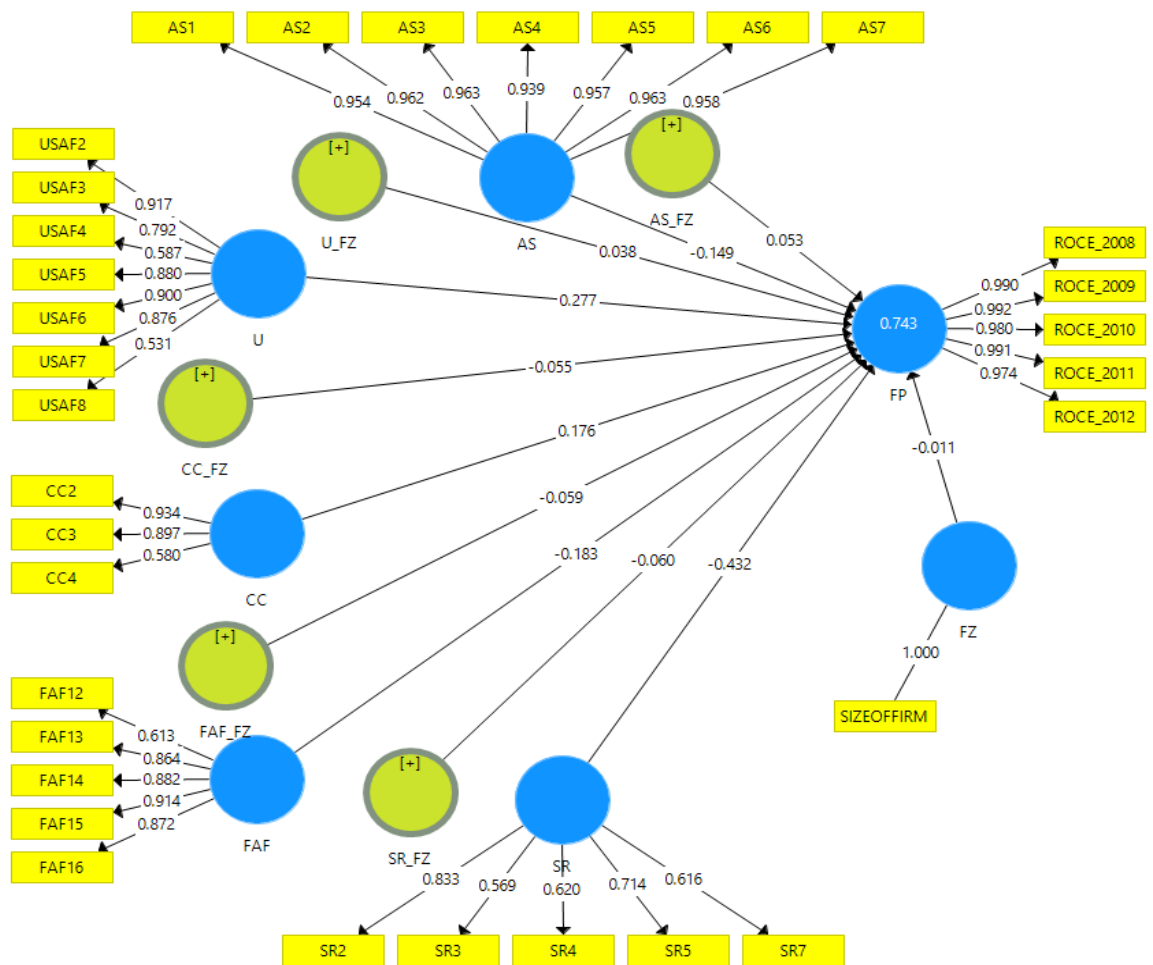 AS1 AS2 AS3 AS4 AS5 AS6 AS7
0.954 0.962 0.963 0.939 0.957 0.963 0.958
[+]
U_FZ
AS
[+]
AS_FZ
USAF2
USAF3
USAF4
USAF5
USAF6
USAF7
USAF8
0.917
0.792
0.587
0.880
0.900
0.876
0.531
U
0.038
-0.149
0.053
0.277
0.743
FP
ROCE_2008
ROCE_2009
ROCE_2010
ROCE_2011
ROCE_2012
0.990
0.992
0.980
0.991
0.974
[+]
CC_FZ
-0.055
0.176
-0.011
CC2
CC3
CC4
0.934
0.897
0.580
CC
-0.059
-0.183
-0.060
-0.432
FZ
1.000
SIZEOFFIRM
[+]
FAF_FZ
FAF12
FAF13
FAF14
FAF15
FAF16
0.613
0.864
0.882
0.914
0.872
FAF
[+]
SR_FZ
SR
0.833 0.569 0.620 0.714 0.616
SR2 SR3 SR4 SR5 SR7